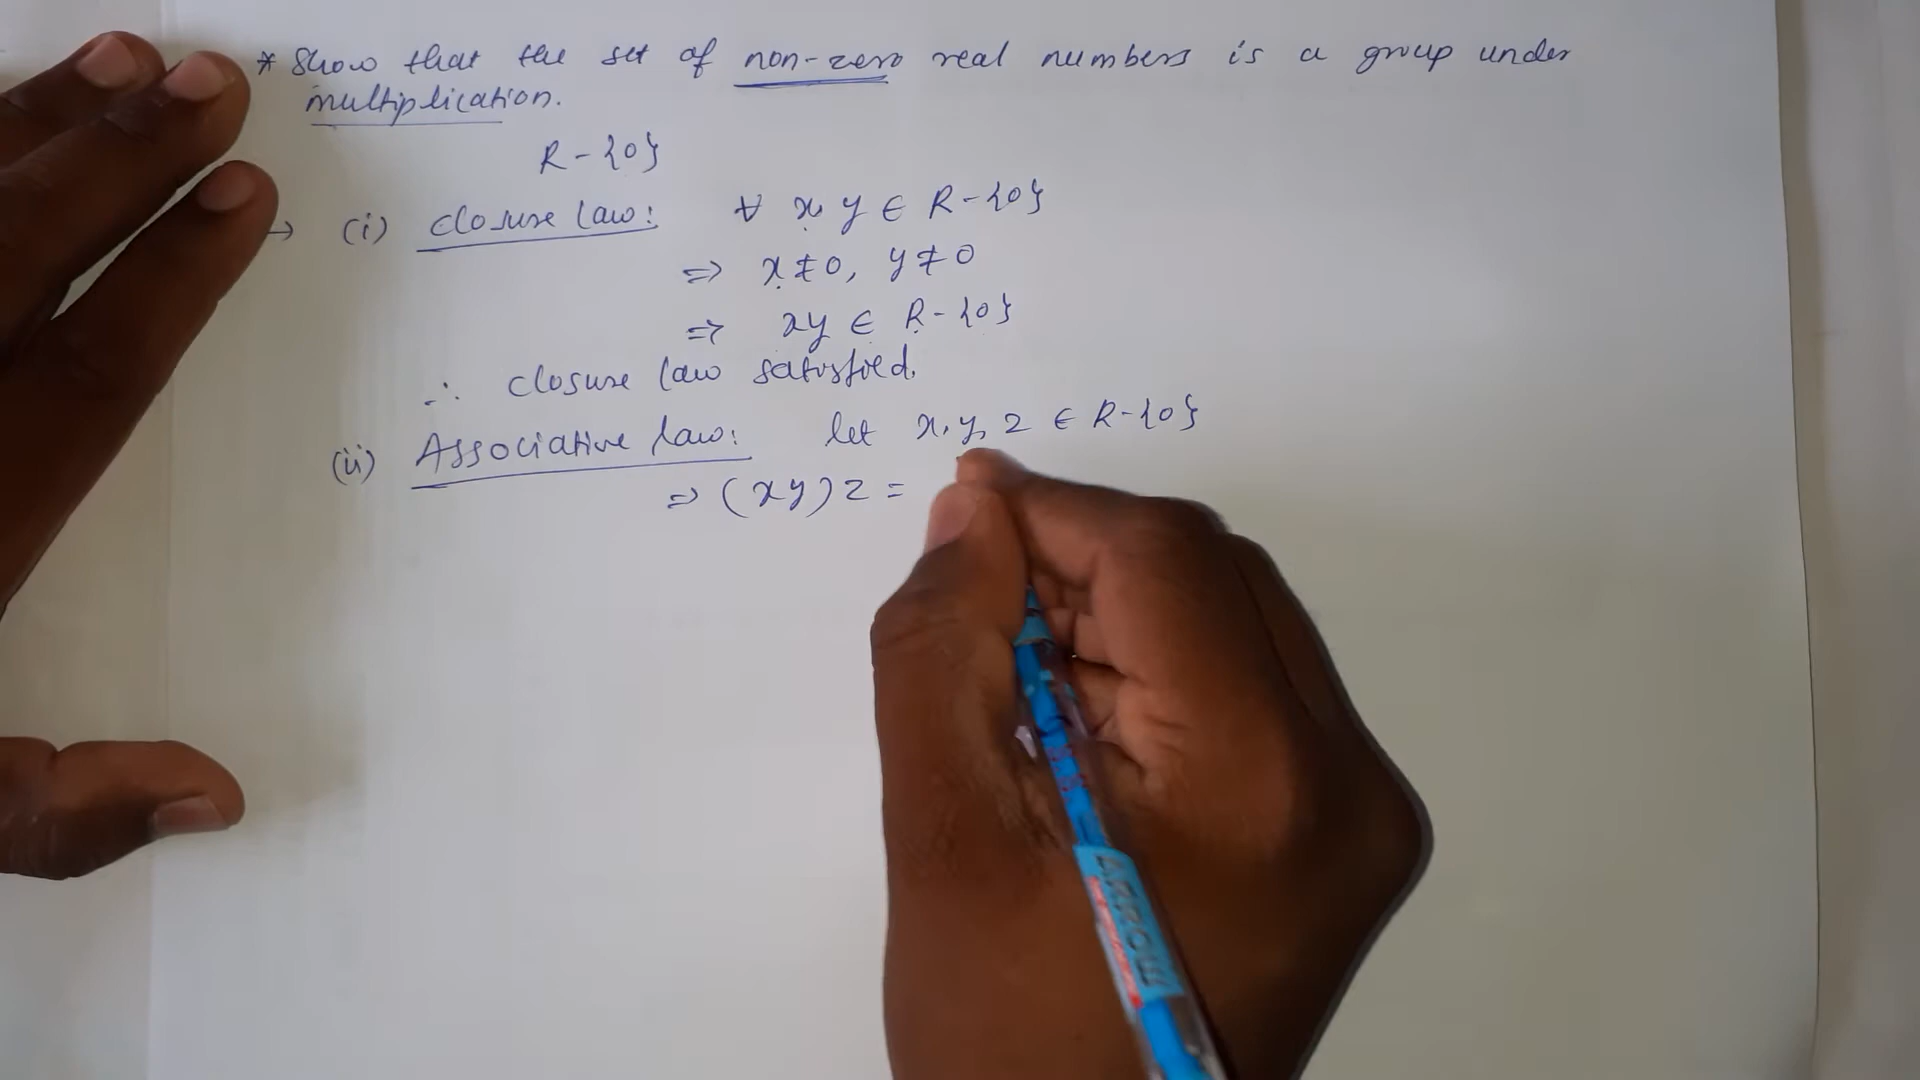 * Show that the set of non-zero real numbers is a group under
multiplication.
R-{0}
→ (i) closure law: ∀ x, y ∈ R-{0}
⇒ x≠0, y≠0
⇒ xy ∈ R-{0}
∴ closure law satisfied.
(ii) Associative law: let x, y, z ∈ R-{0}
⇒ (xy)z =
ARROW